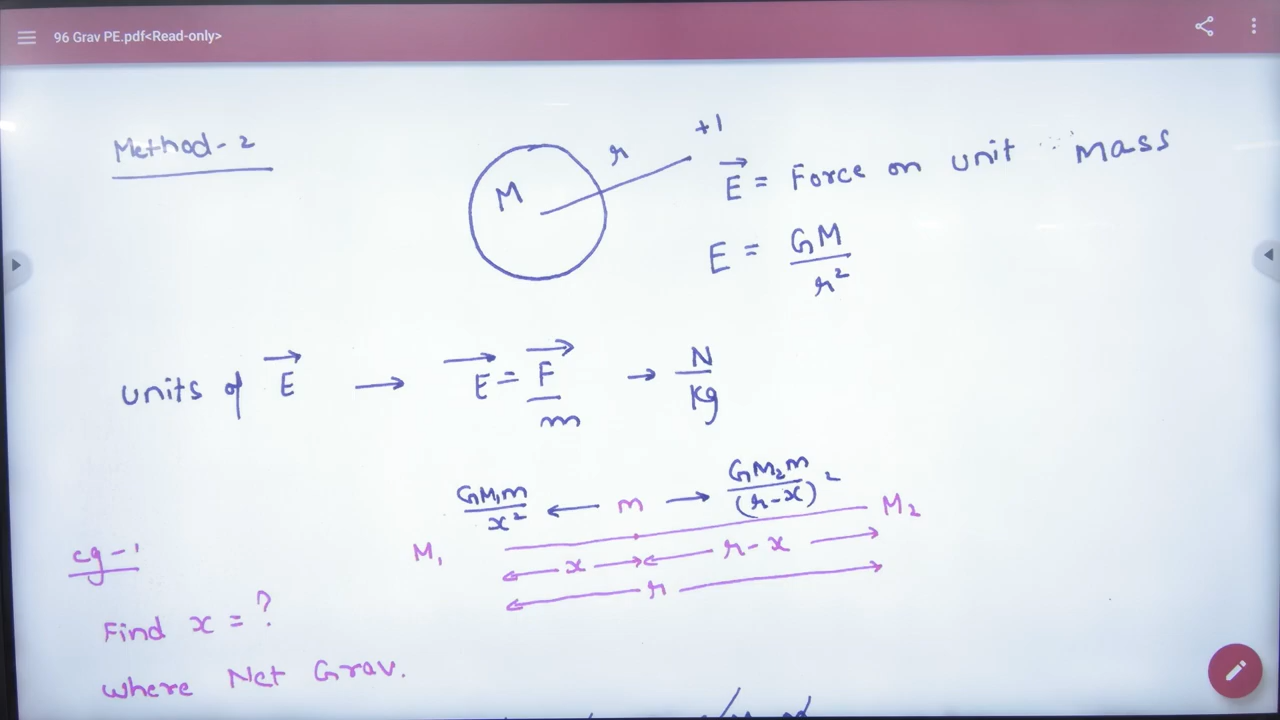 96 Grav PE.pdf<Read-only>
Method-2
M
r
+1
E = Force on unit mass
E = GM/r²
units of E → E = F/m → N/Kg
GM₁m/x² ← m → GM₂m/(r-x)²
M₁ M₂
x r-x
r
eg-1
Find x = ?
where Net Grav.